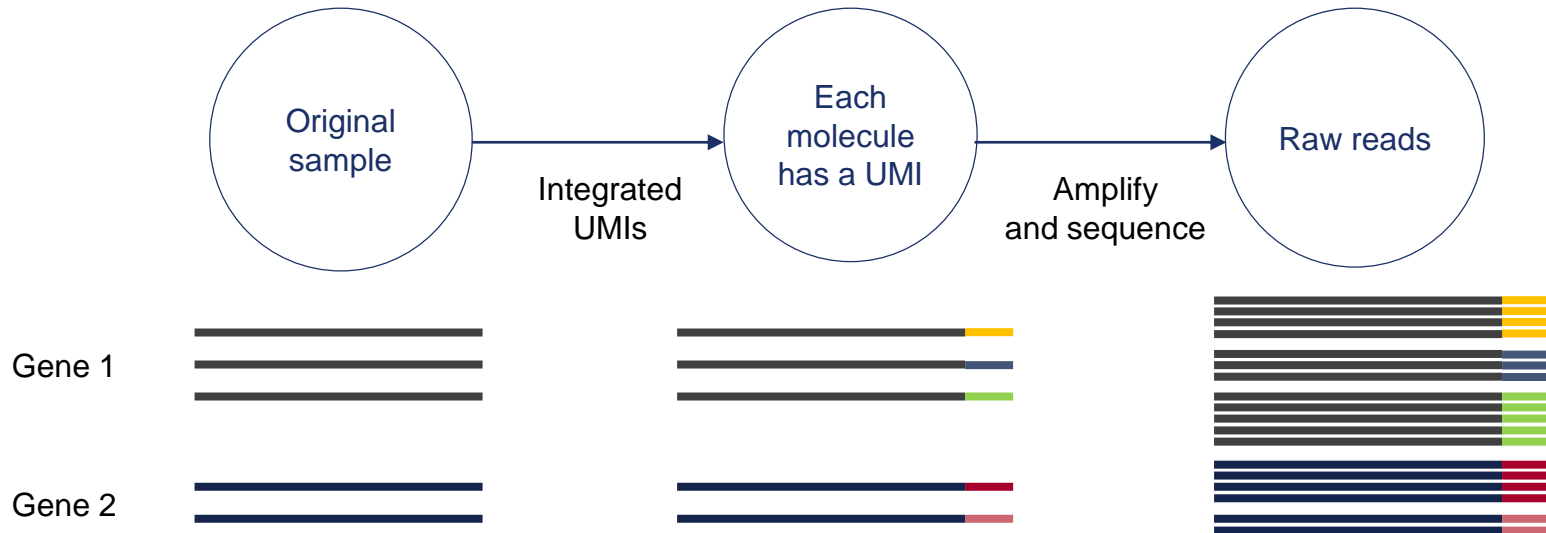 Original
sample
Integrated
UMIs
Each
molecule
has a UMI
Amplify
and sequence
Raw reads
Gene 1
Gene 2